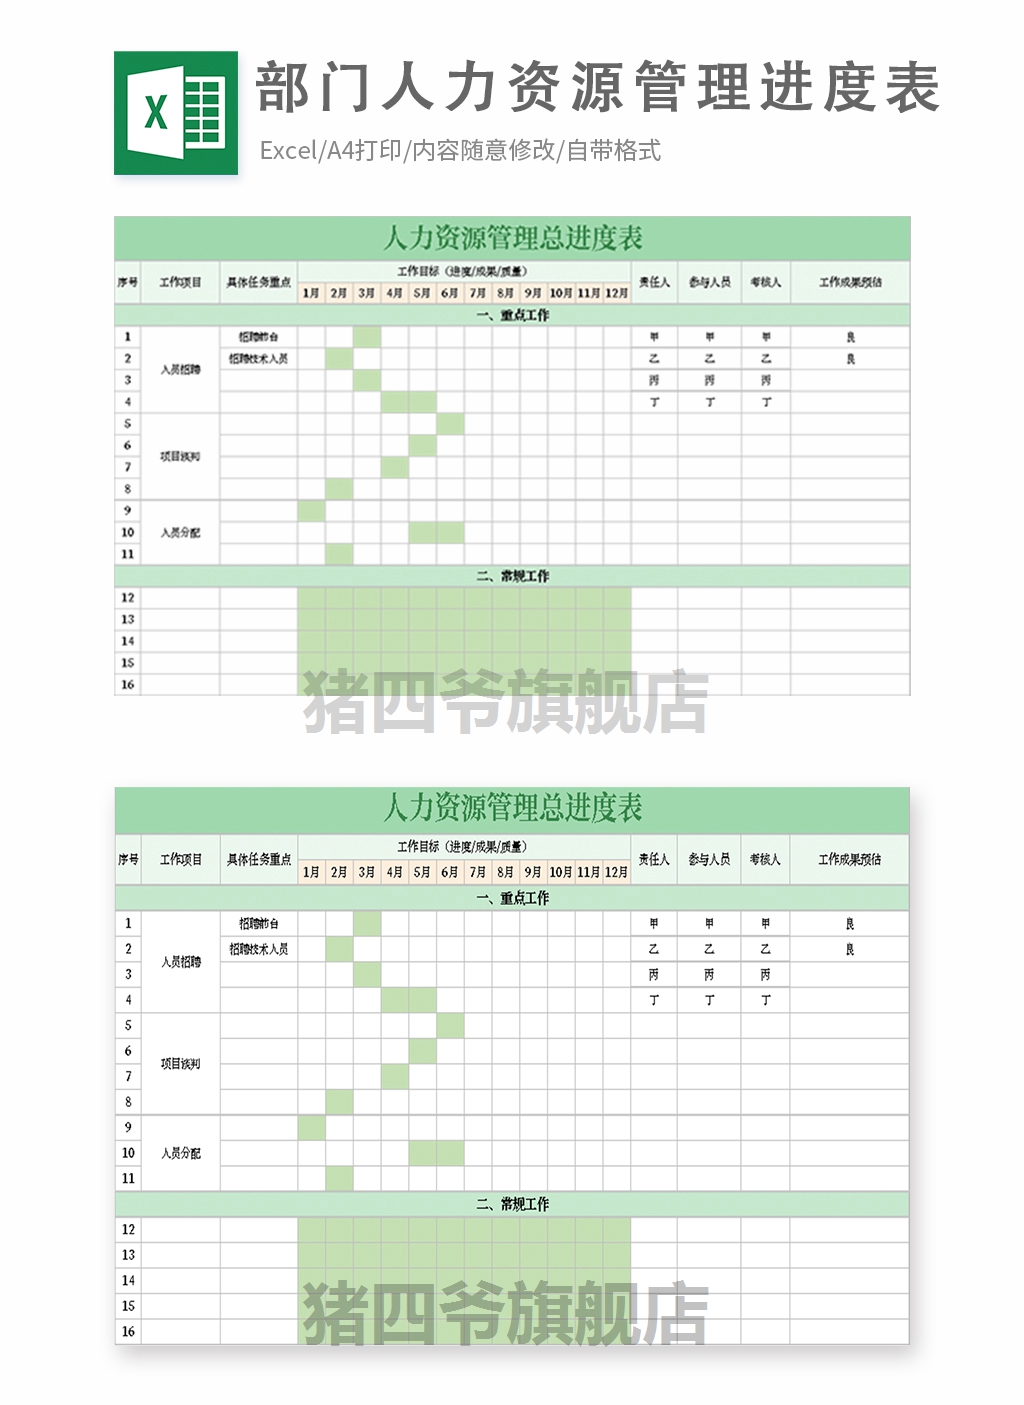 X
部门人力资源管理进度表
Excel/A4打印/内容随意修改/自带格式
人力资源管理总进度表
序号 工作项目 具体任务重点 工作目标（进度/成果/质量） 责任人 参与人员 考核人 工作成果预估
1月 2月 3月 4月 5月 6月 7月 8月 9月 10月 11月 12月
一、重点工作
1 人员招聘 招聘前台 甲 甲 甲 良
2 招聘技术人员 乙 乙 乙 良
3 丙 丙 丙
4 丁 丁 丁
5 项目谈判
6
7
8
9 人员分配
10
11
二、常规工作
12
13
14
15
16
猪四爷旗舰店
人力资源管理总进度表
序号 工作项目 具体任务重点 工作目标（进度/成果/质量） 责任人 参与人员 考核人 工作成果预估
1月 2月 3月 4月 5月 6月 7月 8月 9月 10月 11月 12月
一、重点工作
1 人员招聘 招聘前台 甲 甲 甲 良
2 招聘技术人员 乙 乙 乙 良
3 丙 丙 丙
4 丁 丁 丁
5 项目谈判
6
7
8
9 人员分配
10
11
二、常规工作
12
13
14
15
16
猪四爷旗舰店